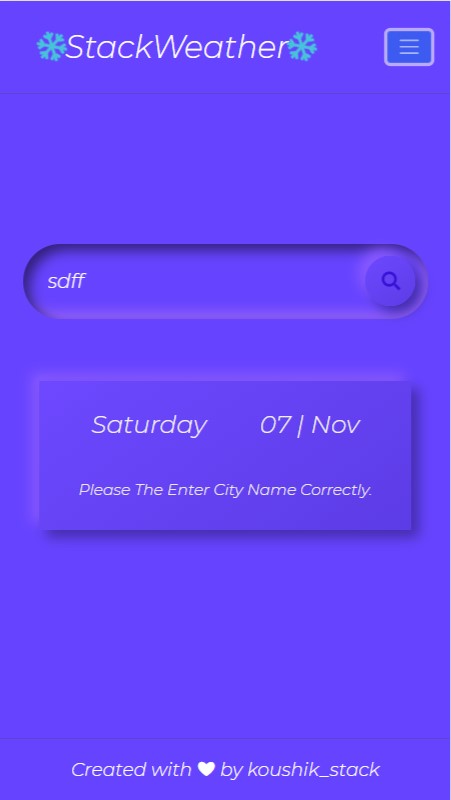 StackWeather
sdff
Saturday 07 | Nov
Please The Enter City Name Correctly.
Created with ❤ by koushik_stack